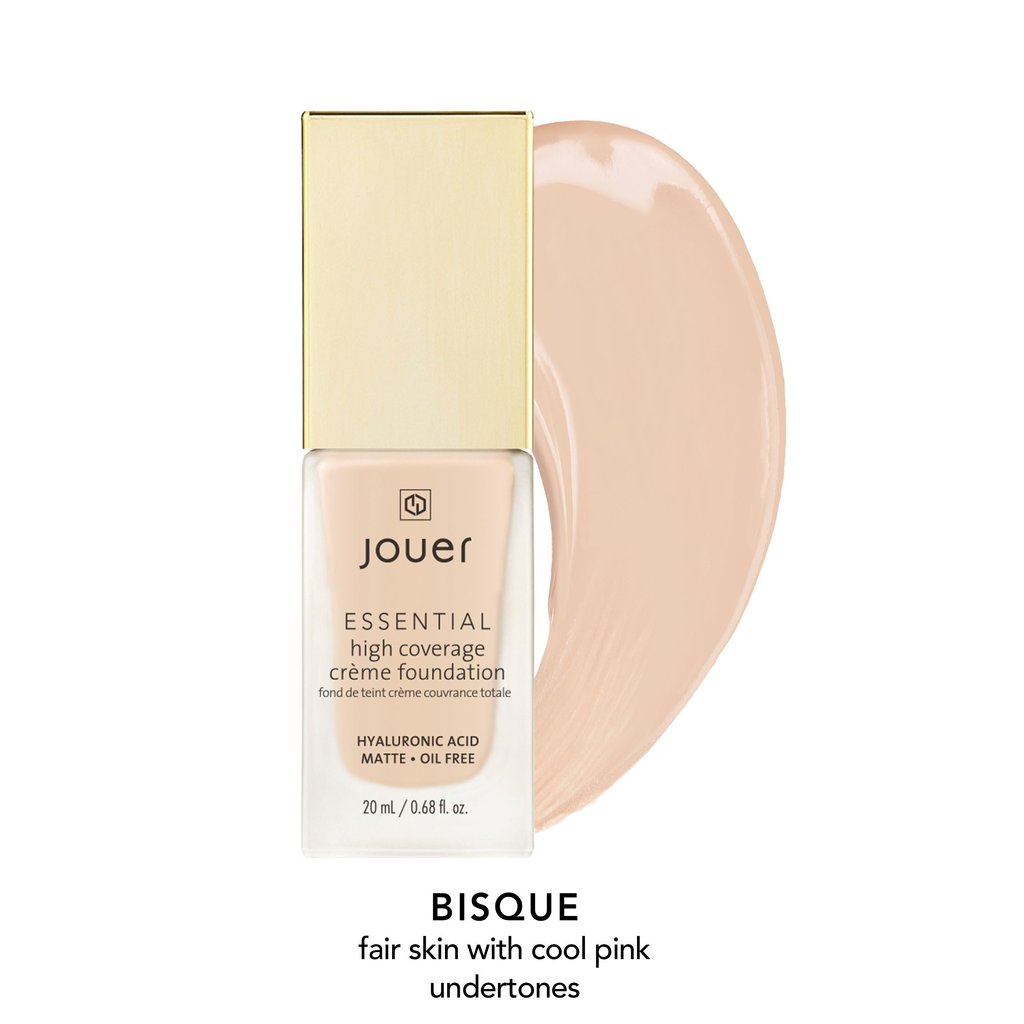 jouer
ESSENTIAL
high coverage
crème foundation
fond de teint crème couvrance totale
HYALURONIC ACID
MATTE • OIL FREE
20 mL / 0.68 fl. oz.
BISQUE
fair skin with cool pink
undertones